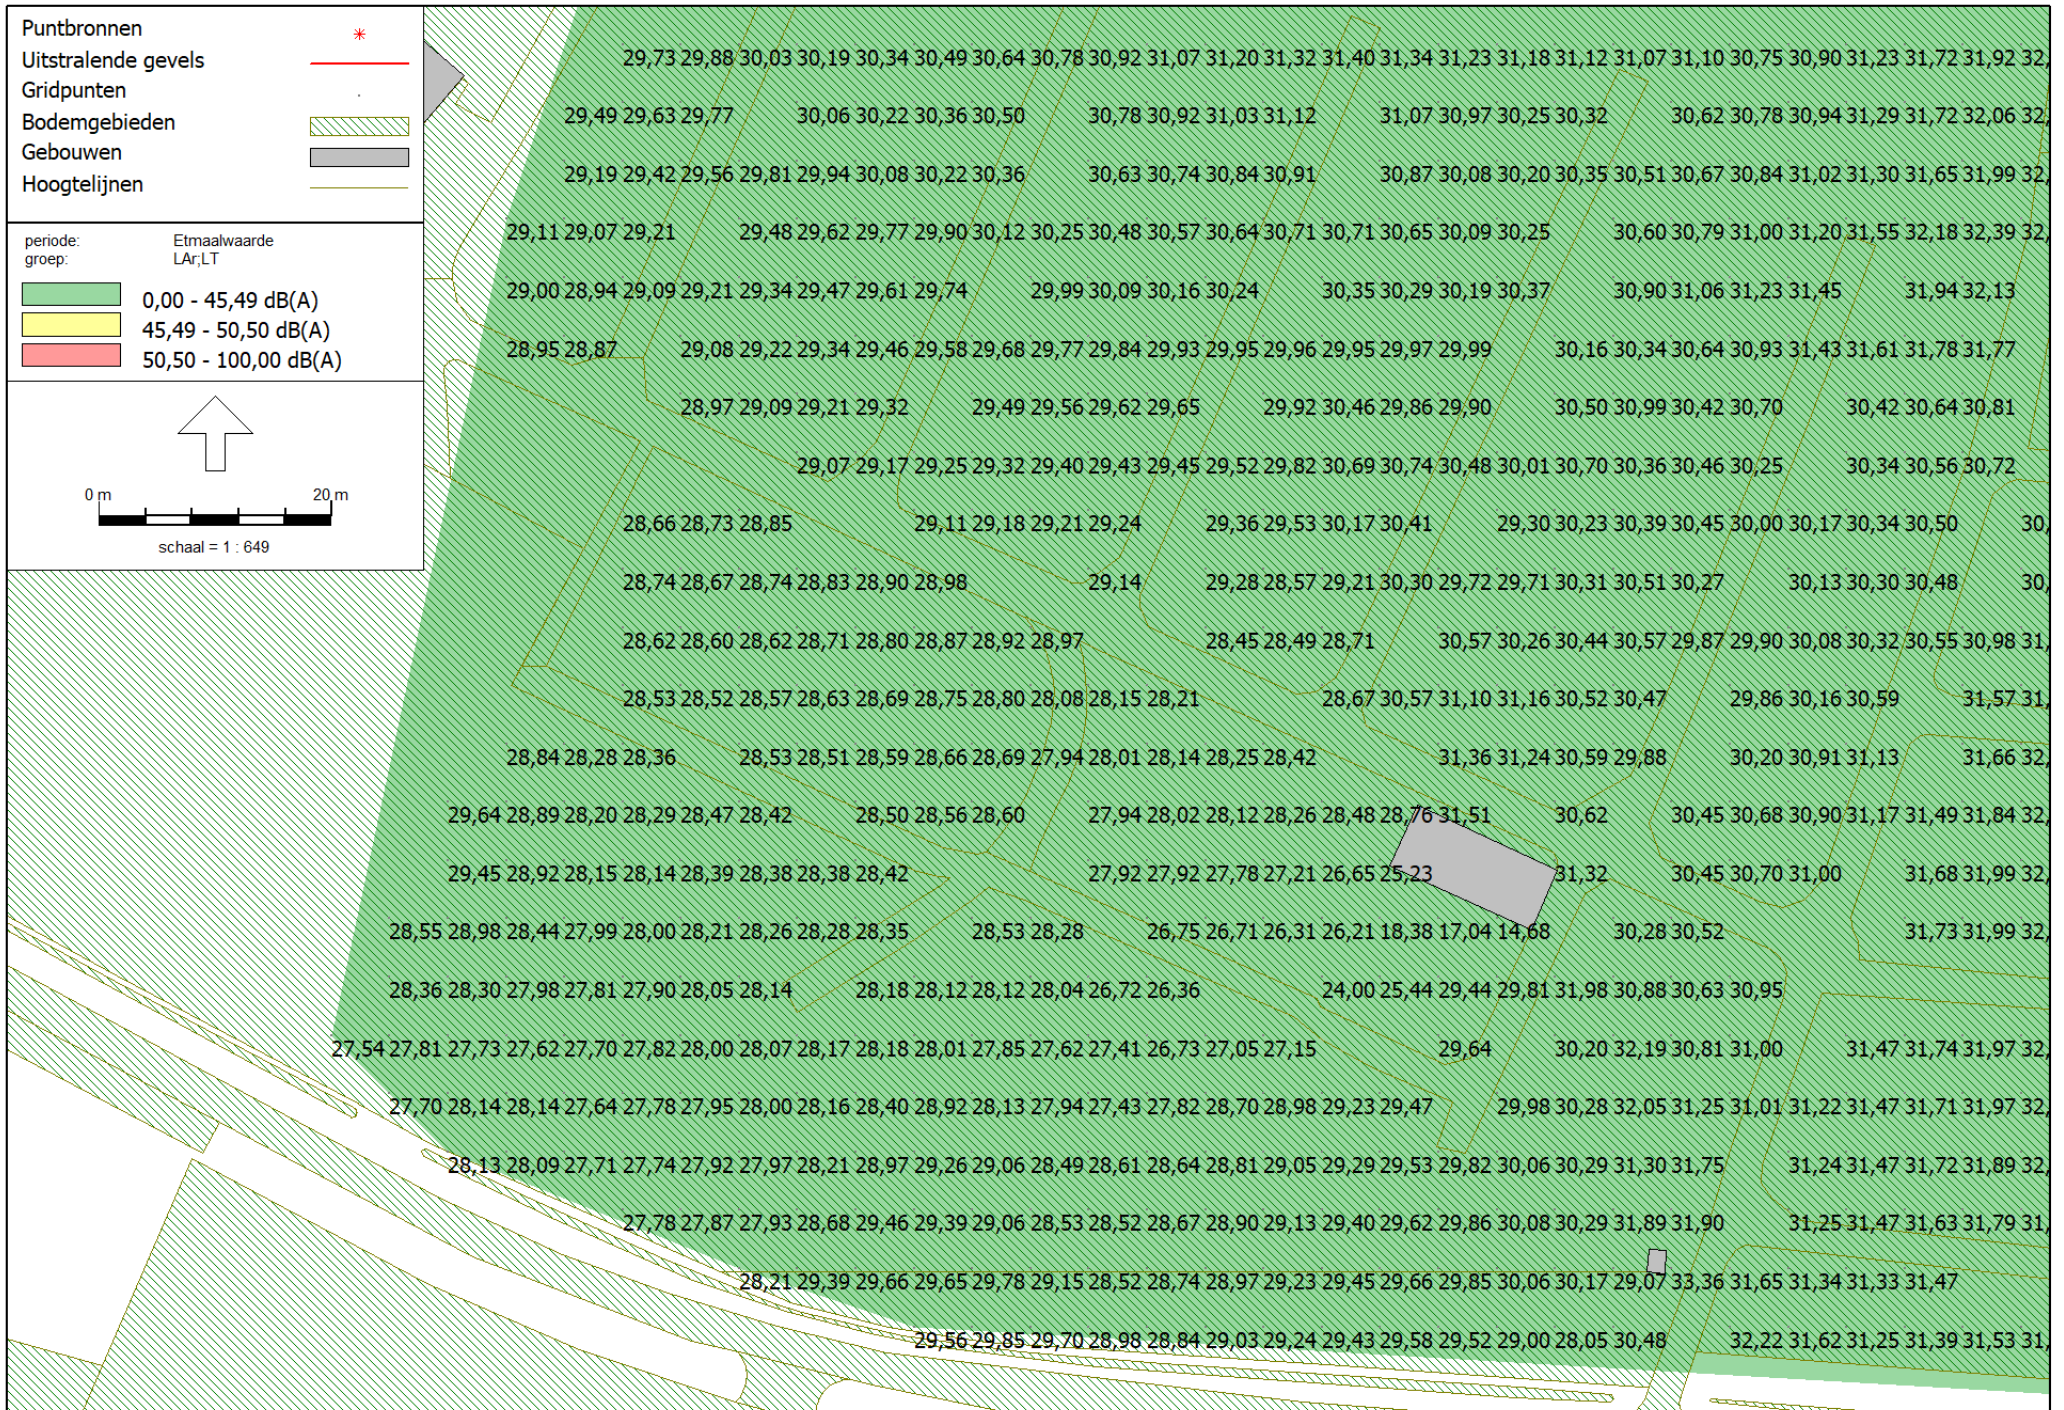 Puntbronnen
Uitstralende gevels
Gridpunten
Bodemgebieden
Gebouwen
Hoogtelijnen
periode: Etmaalwaarde
groep: LAr;LT
0,00 - 45,49 dB(A)
45,49 - 50,50 dB(A)
50,50 - 100,00 dB(A)
0 m 20 m
schaal = 1 : 649
29,73 29,88 30,03 30,19 30,34 30,49 30,64 30,78 30,92 31,07 31,20 31,32 31,40 31,34 31,23 31,18 31,12 31,07 31,10 30,75 30,90 31,23 31,72 31,92 32,
29,49 29,63 29,77 30,06 30,22 30,36 30,50 30,78 30,92 31,03 31,12 31,07 30,97 30,25 30,32 30,62 30,78 30,94 31,29 31,72 32,06 32,
29,19 29,42 29,56 29,81 29,94 30,08 30,22 30,36 30,63 30,74 30,84 30,91 30,87 30,08 30,20 30,35 30,51 30,67 30,84 31,02 31,30 31,65 31,99 32,
29,11 29,07 29,21 29,48 29,62 29,77 29,90 30,12 30,25 30,48 30,57 30,64 30,71 30,71 30,65 30,09 30,25 30,60 30,79 31,00 31,20 31,55 32,18 32,39 32,
29,00 28,94 29,09 29,21 29,34 29,47 29,61 29,74 29,99 30,09 30,16 30,24 30,35 30,29 30,19 30,37 30,90 31,06 31,23 31,45 31,94 32,13
28,95 28,87 29,08 29,22 29,34 29,46 29,58 29,68 29,77 29,84 29,93 29,95 29,96 29,95 29,97 29,99 30,16 30,34 30,64 30,93 31,43 31,61 31,78 31,77
28,97 29,09 29,21 29,32 29,49 29,56 29,62 29,65 29,92 30,46 29,86 29,90 30,50 30,99 30,42 30,70 30,42 30,64 30,81
29,07 29,17 29,25 29,32 29,40 29,43 29,45 29,52 29,82 30,69 30,74 30,48 30,01 30,70 30,36 30,46 30,25 30,34 30,56 30,72
28,66 28,73 28,85 29,11 29,18 29,21 29,24 29,36 29,53 30,17 30,41 29,30 30,23 30,39 30,45 30,00 30,17 30,34 30,50 30,
28,74 28,67 28,74 28,83 28,90 28,98 29,14 29,28 28,57 29,21 30,30 29,72 29,71 30,31 30,51 30,27 30,13 30,30 30,48 30,
28,62 28,60 28,62 28,71 28,80 28,87 28,92 28,97 28,45 28,49 28,71 30,57 30,26 30,44 30,57 29,87 29,90 30,08 30,32 30,55 30,98 31,
28,53 28,52 28,57 28,63 28,69 28,75 28,80 28,08 28,15 28,21 28,67 30,57 31,10 31,16 30,52 30,47 29,86 30,16 30,59 31,57 31,
28,84 28,28 28,36 28,53 28,51 28,59 28,66 28,69 27,94 28,01 28,14 28,25 28,42 31,36 31,24 30,59 29,88 30,20 30,91 31,13 31,66 32,
29,64 28,89 28,20 28,29 28,47 28,42 28,50 28,56 28,60 27,94 28,02 28,12 28,26 28,48 28,76 31,51 30,62 30,45 30,68 30,90 31,17 31,49 31,84 32,
29,45 28,92 28,15 28,14 28,39 28,38 28,38 28,42 27,92 27,92 27,78 27,21 26,65 25,23 31,32 30,45 30,70 31,00 31,68 31,99 32,
28,55 28,98 28,44 27,99 28,00 28,21 28,26 28,28 28,35 28,53 28,28 26,75 26,71 26,31 26,21 18,38 17,04 14,68 30,28 30,52 31,73 31,99 32,
28,36 28,30 27,98 27,81 27,90 28,05 28,14 28,18 28,12 28,12 28,04 26,72 26,36 24,00 25,44 29,44 29,81 31,98 30,88 30,63 30,95
27,54 27,81 27,73 27,62 27,70 27,82 28,00 28,07 28,17 28,18 28,01 27,85 27,62 27,41 26,73 27,05 27,15 29,64 30,20 32,19 30,81 31,00 31,47 31,74 31,97 32,
27,70 28,14 28,14 27,64 27,78 27,95 28,00 28,16 28,40 28,92 28,13 27,94 27,43 27,82 28,70 28,98 29,23 29,47 29,98 30,28 32,05 31,25 31,01 31,22 31,47 31,71 31,97 32,
28,13 28,09 27,71 27,74 27,92 27,97 28,21 28,97 29,26 29,06 28,49 28,61 28,64 28,81 29,05 29,29 29,53 29,82 30,06 30,29 31,30 31,75 31,24 31,47 31,72 31,89 32,
27,78 27,87 27,93 28,68 29,46 29,39 29,06 28,53 28,52 28,67 28,90 29,13 29,40 29,62 29,86 30,08 30,29 31,89 31,90 31,25 31,47 31,63 31,79 31,
28,21 29,39 29,66 29,65 29,78 29,15 28,52 28,74 28,97 29,23 29,45 29,66 29,85 30,06 30,17 29,07 33,36 31,65 31,34 31,33 31,47
29,56 29,85 29,70 28,98 28,84 29,03 29,24 29,43 29,58 29,52 29,00 28,05 30,48 32,22 31,62 31,25 31,39 31,53 31,